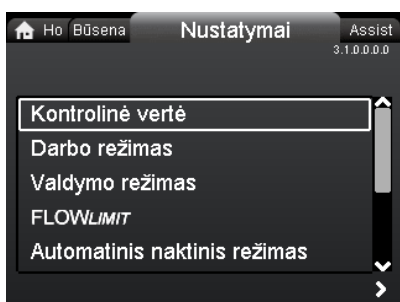 Ho Būsena Nustatymai Assist
3.1.0.0.0.0
Kontrolinė vertė
Darbo režimas
Valdymo režimas
FLOWLIMIT
Automatinis naktinis režimas